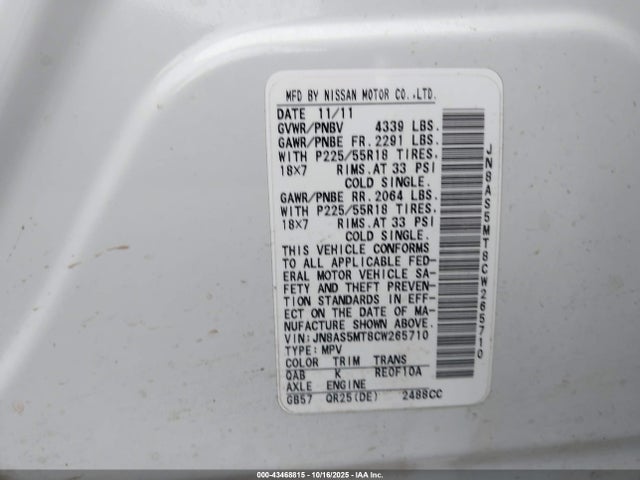 MFD BY NISSAN MOTOR CO.,LTD.
DATE 11/11
GVWR/PNBV 4339 LBS.
GAWR/PNBE FR. 2291 LBS.
WITH P225/55R18 TIRES,
18X7 RIMS.AT 33 PSI
COLD SINGLE.
GAWR/PNBE RR. 2064 LBS.
WITH P225/55R18 TIRES,
18X7 RIMS.AT 33 PSI
COLD SINGLE.
THIS VEHICLE CONFORMS
TO ALL APPLICABLE FED-
ERAL MOTOR VEHICLE SA-
FETY AND THEFT PREVEN-
TION STANDARDS IN EFF-
ECT ON THE DATE OF MA-
NUFACTURE SHOWN ABOVE.
VIN:JN8AS5MT8CW265710
TYPE:MPV
COLOR TRIM TRANS
QAB K RE0F10A
AXLE ENGINE
GB57 QR25(DE) 2488CC
JN8AS5MT8CW265710
000-43468815 - 10/16/2025 - Copyright © 2025 IAA Inc.